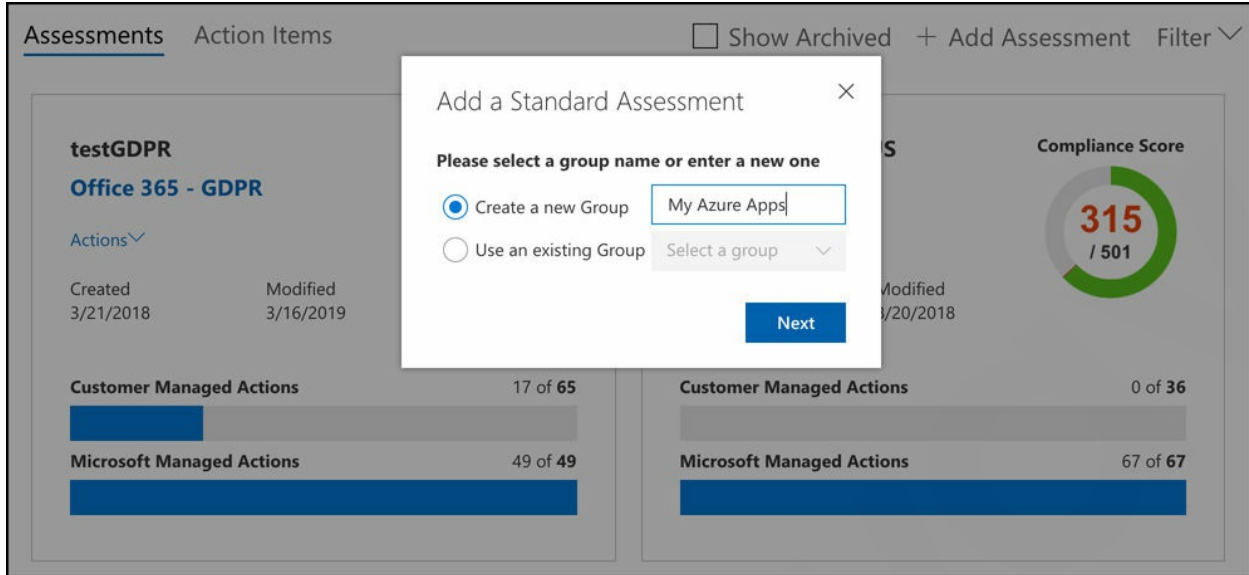 Assessments Action Items Show Archived + Add Assessment Filter
Add a Standard Assessment
Please select a group name or enter a new one
Create a new Group My Azure Apps
Use an existing Group Select a group
Next
testGDPR
Office 365 - GDPR
Actions
Created Modified
3/21/2018 3/16/2019
Customer Managed Actions 17 of 65
Microsoft Managed Actions 49 of 49
Compliance Score
315
/ 501
Customer Managed Actions 0 of 36
Microsoft Managed Actions 67 of 67